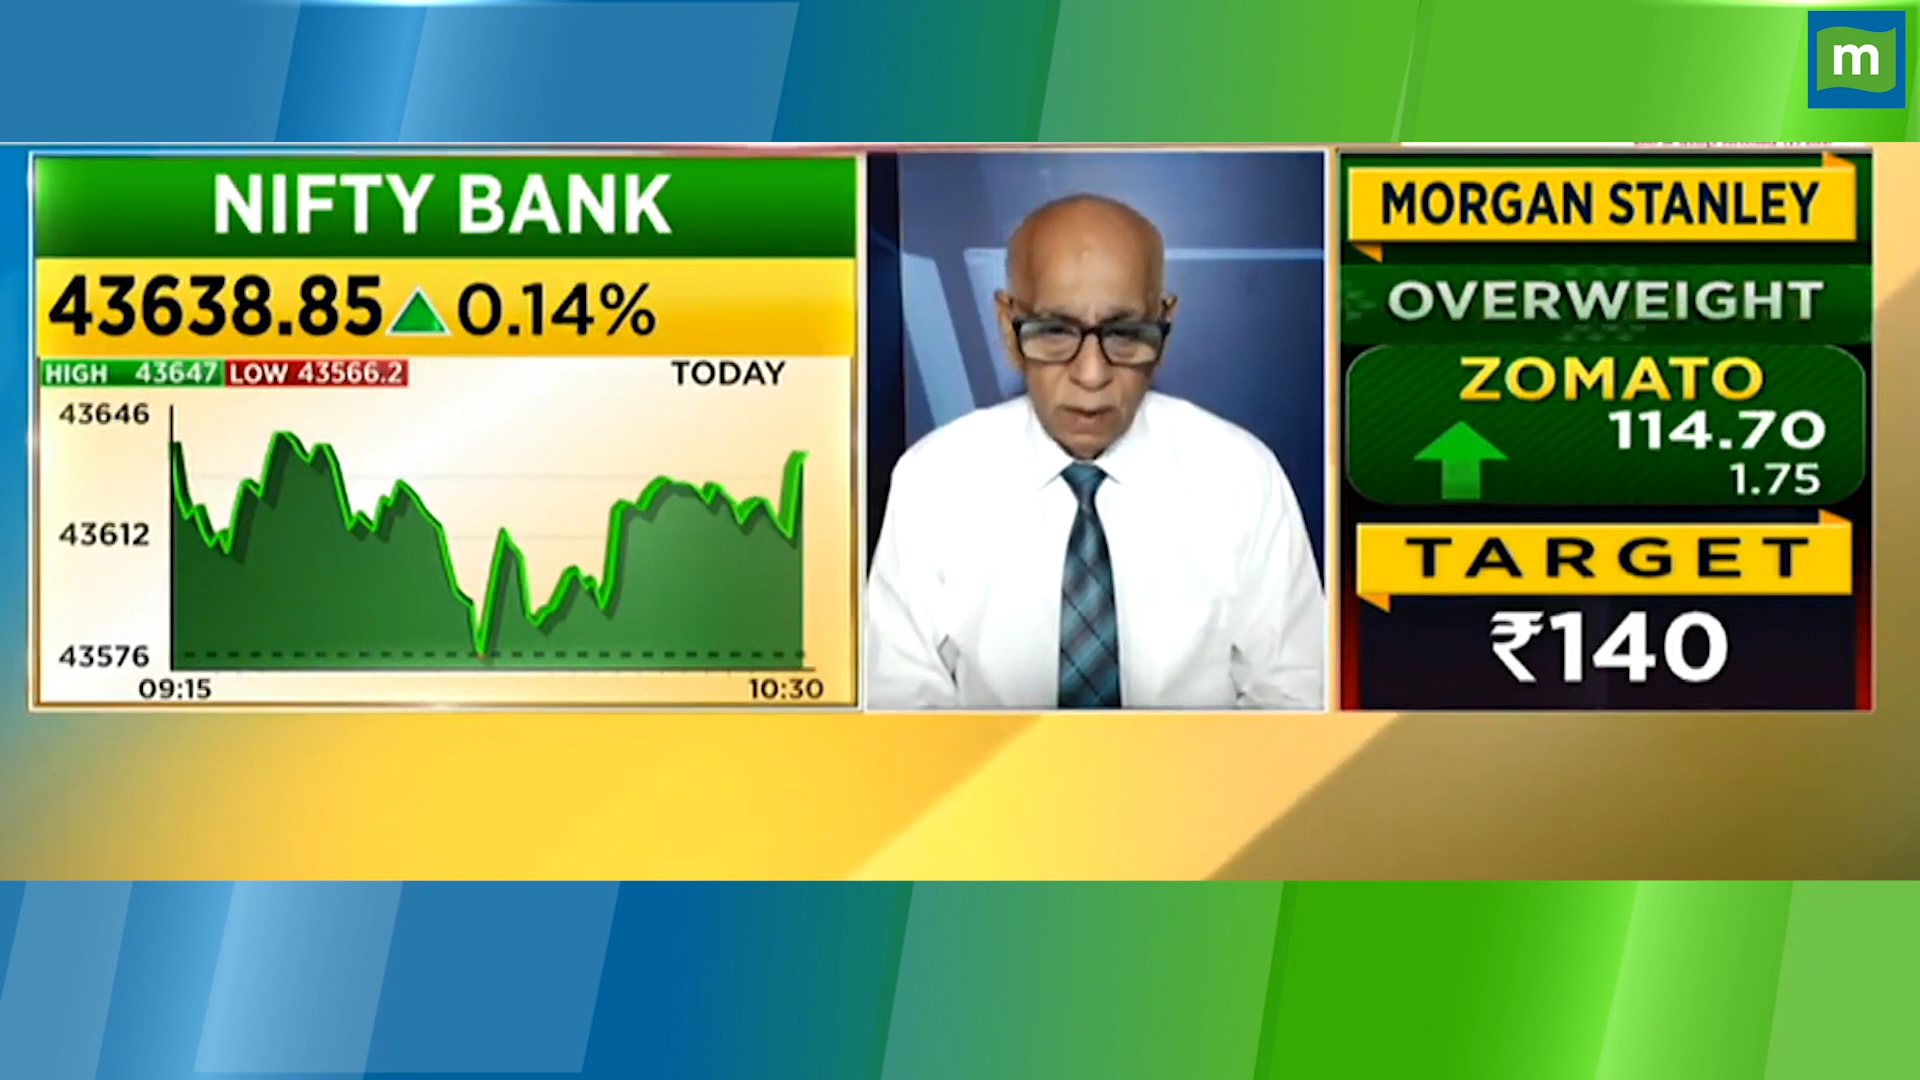 m
NIFTY BANK
43638.85 0.14%
HIGH 43647 LOW 43566.2
TODAY
43646
43612
43576
09:15 10:30
MORGAN STANLEY
OVERWEIGHT
ZOMATO
114.70
1.75
TARGET
₹140